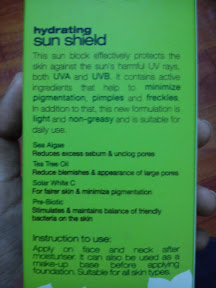 hydrating
sun shield
This sun block effectively protects the
skin against the sun's harmful UV rays,
both UVA and UVB. It contains active
ingredients that help to minimize
pigmentation, pimples and freckles.
In addition to that, this new formulation is
light and non-greasy and is suitable for
daily use.
Sea Algae
Reduces excess sebum & unclog pores
Tea Tree Oil
Reduce blemishes & appearance of large pores
Solar White C
For fairer skin & minimize pigmentation
Pre-Biotic
Stimulates & maintains balance of friendly
bacteria on the skin
Instruction to use:
Apply on face and neck after
moisturiser. It can also be used as a
make-up base before applying
foundation. Suitable for all skin types.